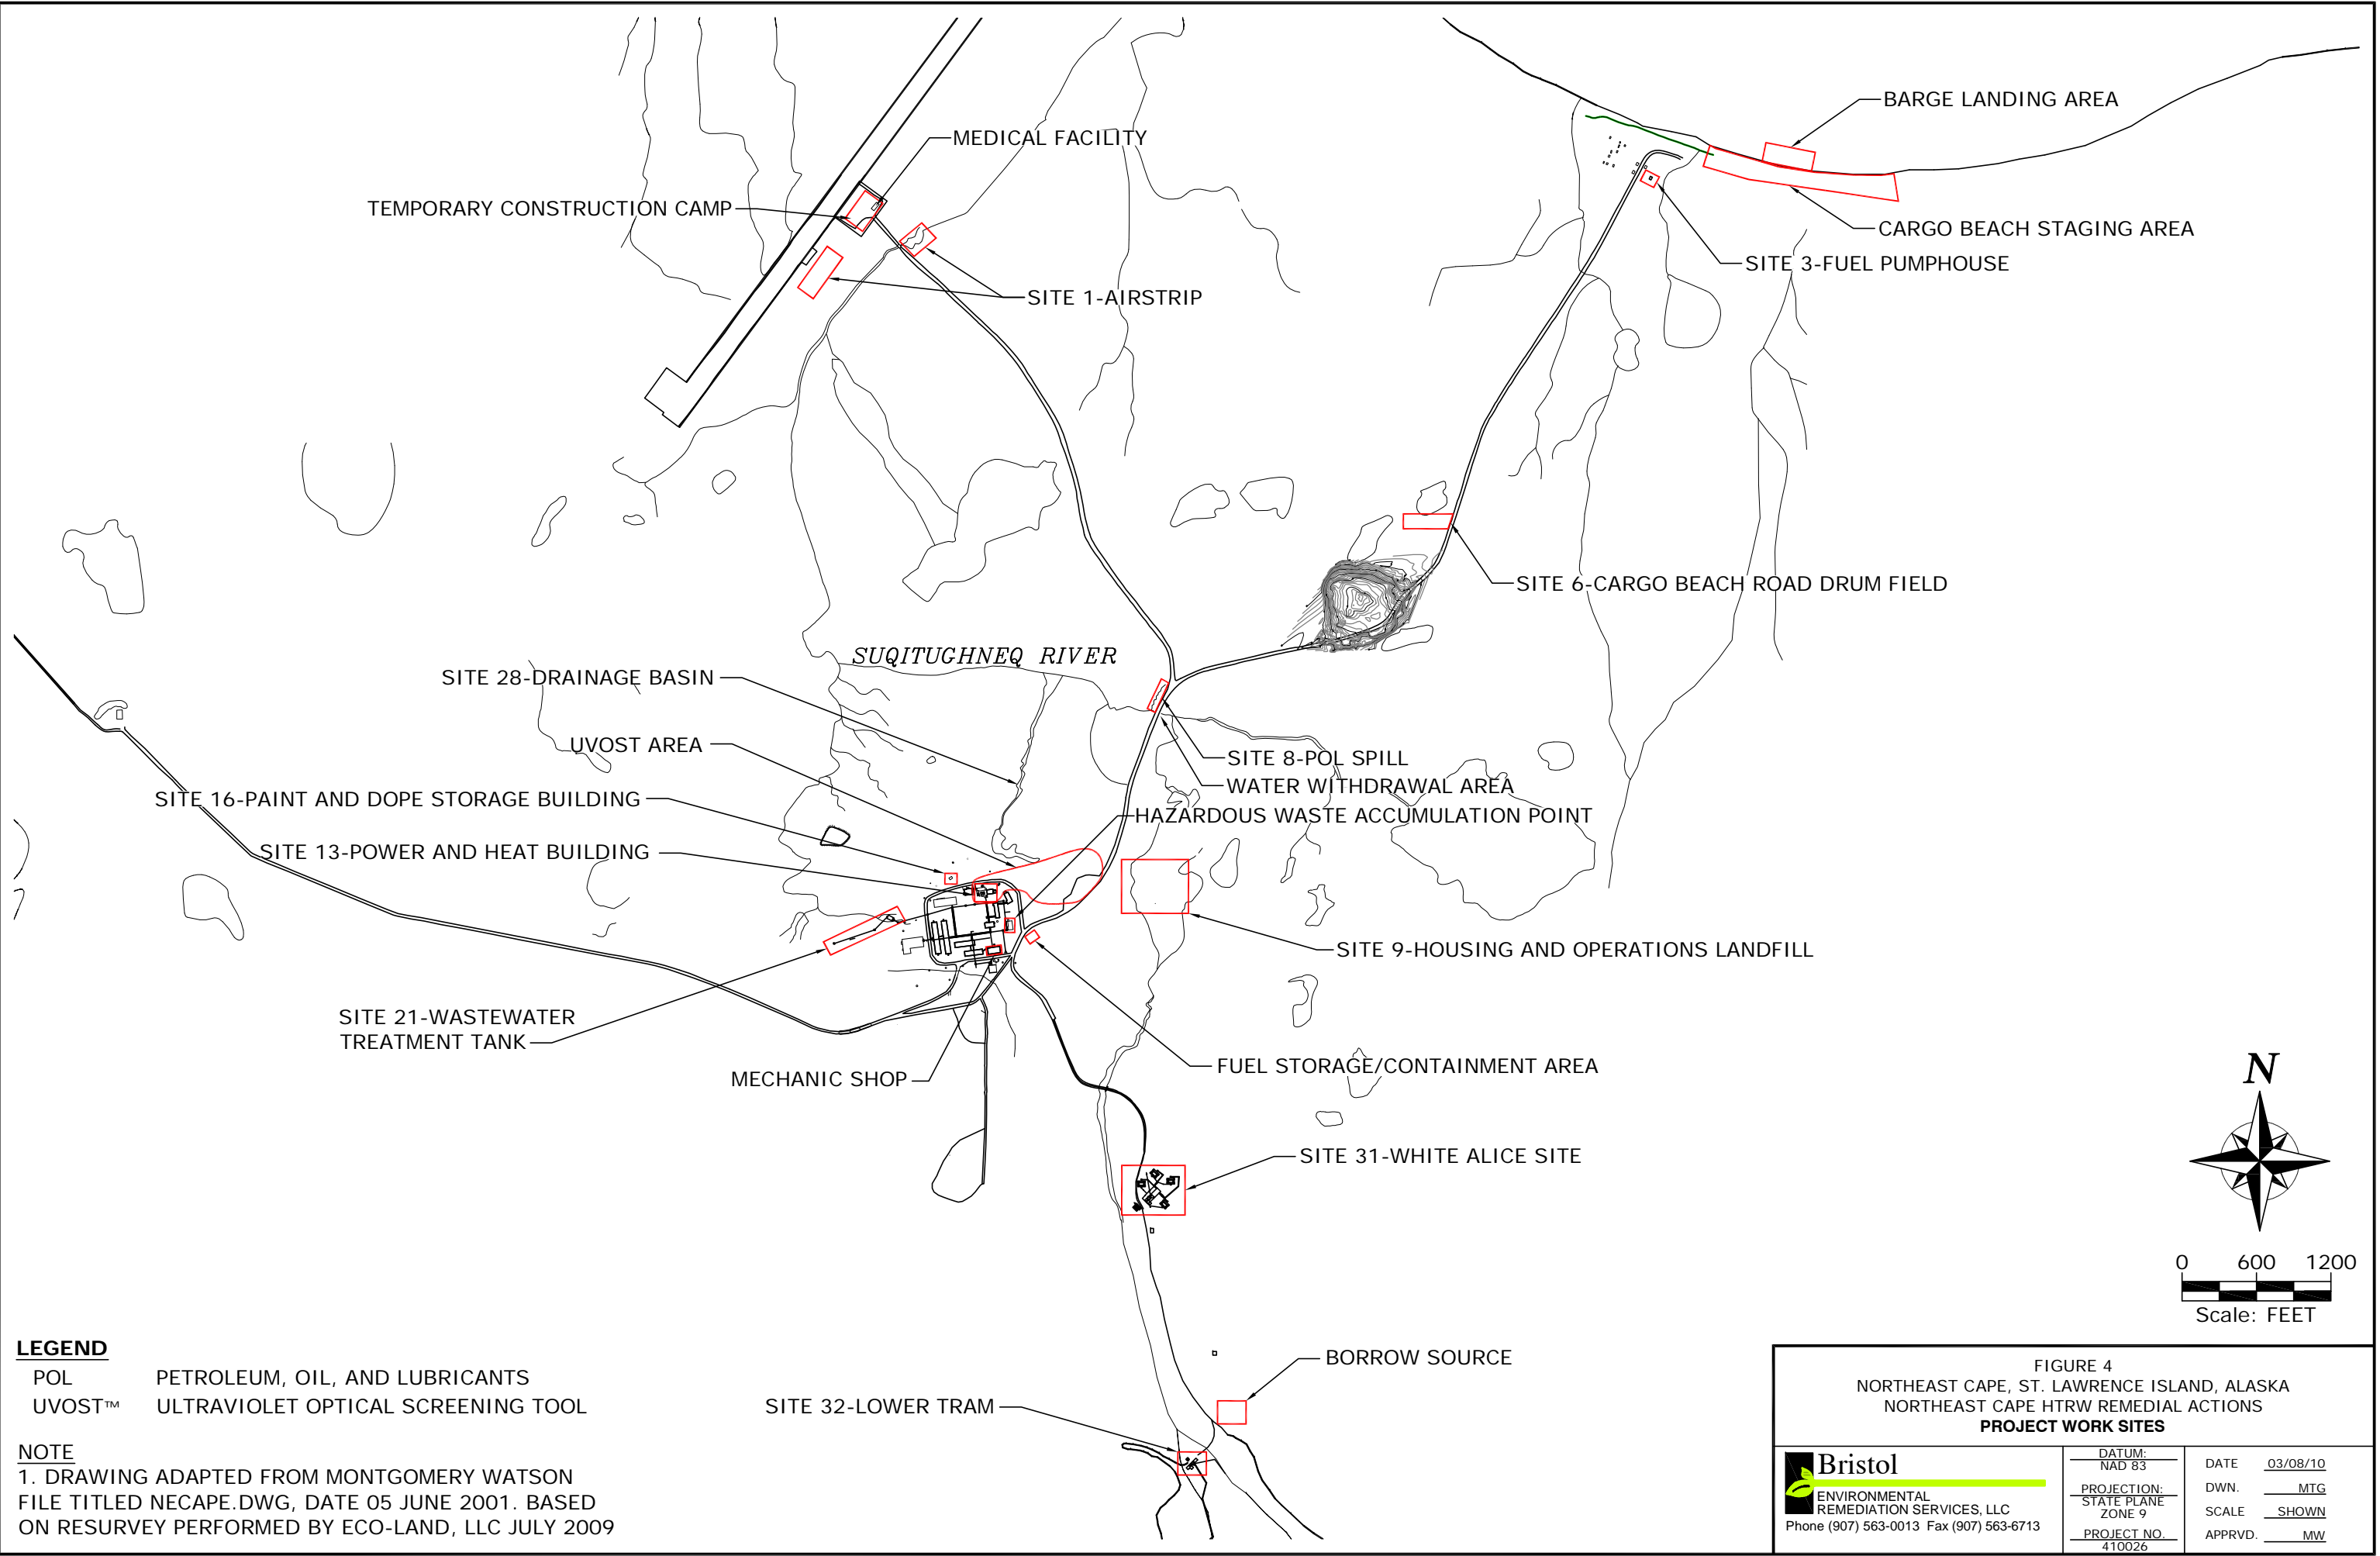 BARGE LANDING AREA
MEDICAL FACILITY
TEMPORARY CONSTRUCTION CAMP
CARGO BEACH STAGING AREA
SITE 3-FUEL PUMPHOUSE
SITE 1-AIRSTRIP
SITE 6-CARGO BEACH ROAD DRUM FIELD
SUQITUGHNEQ RIVER
SITE 28-DRAINAGE BASIN
UVOST AREA
SITE 8-POL SPILL
WATER WITHDRAWAL AREA
SITE 16-PAINT AND DOPE STORAGE BUILDING
HAZARDOUS WASTE ACCUMULATION POINT
SITE 13-POWER AND HEAT BUILDING
SITE 9-HOUSING AND OPERATIONS LANDFILL
SITE 21-WASTEWATER
TREATMENT TANK
FUEL STORAGE/CONTAINMENT AREA
MECHANIC SHOP
SITE 31-WHITE ALICE SITE
N
0 600 1200
Scale: FEET
BORROW SOURCE
SITE 32-LOWER TRAM
LEGEND
POL PETROLEUM, OIL, AND LUBRICANTS
UVOST™ ULTRAVIOLET OPTICAL SCREENING TOOL
NOTE
1. DRAWING ADAPTED FROM MONTGOMERY WATSON
FILE TITLED NECAPE.DWG, DATE 05 JUNE 2001. BASED
ON RESURVEY PERFORMED BY ECO-LAND, LLC JULY 2009
FIGURE 4
NORTHEAST CAPE, ST. LAWRENCE ISLAND, ALASKA
NORTHEAST CAPE HTRW REMEDIAL ACTIONS
PROJECT WORK SITES
Bristol
ENVIRONMENTAL
REMEDIATION SERVICES, LLC
Phone (907) 563-0013 Fax (907) 563-6713
DATUM:
NAD 83
PROJECTION:
STATE PLANE
ZONE 9
PROJECT NO.
410026
DATE 03/08/10
DWN. MTG
SCALE SHOWN
APPRVD. MW